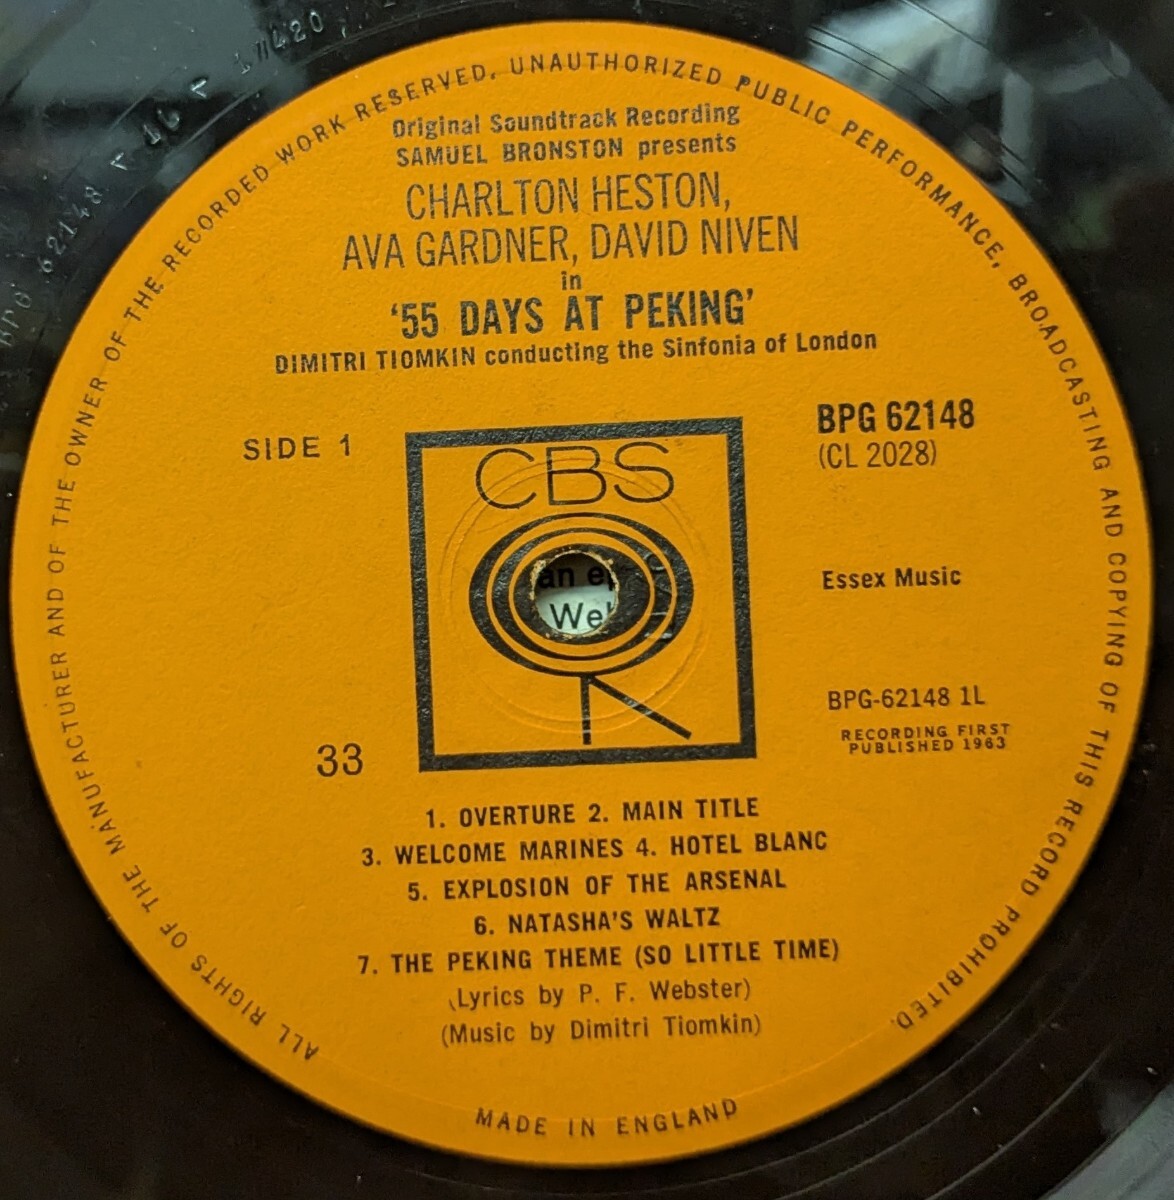 ALL RIGHTS OF THE MANUFACTURER AND OF THE OWNER OF THE RECORDED WORK RESERVED. UNAUTHORIZED PUBLIC PERFORMANCE, BROADCASTING AND COPYING OF THIS RECORD PROHIBITED.
Original Soundtrack Recording
SAMUEL BRONSTON presents
CHARLTON HESTON,
AVA GARDNER, DAVID NIVEN
in
‘55 DAYS AT PEKING’
DIMITRI TIOMKIN conducting the Sinfonia of London
SIDE 1
BPG 62148
(CL 2028)
CBS
an
Essex Music
BPG-62148 1L
RECORDING FIRST
PUBLISHED 1963
33
1. OVERTURE 2. MAIN TITLE
3. WELCOME MARINES 4. HOTEL BLANC
5. EXPLOSION OF THE ARSENAL
6. NATASHA'S WALTZ
7. THE PEKING THEME (SO LITTLE TIME)
(Lyrics by P. F. Webster)
(Music by Dimitri Tiomkin)
MADE IN ENGLAND
BPG 62148